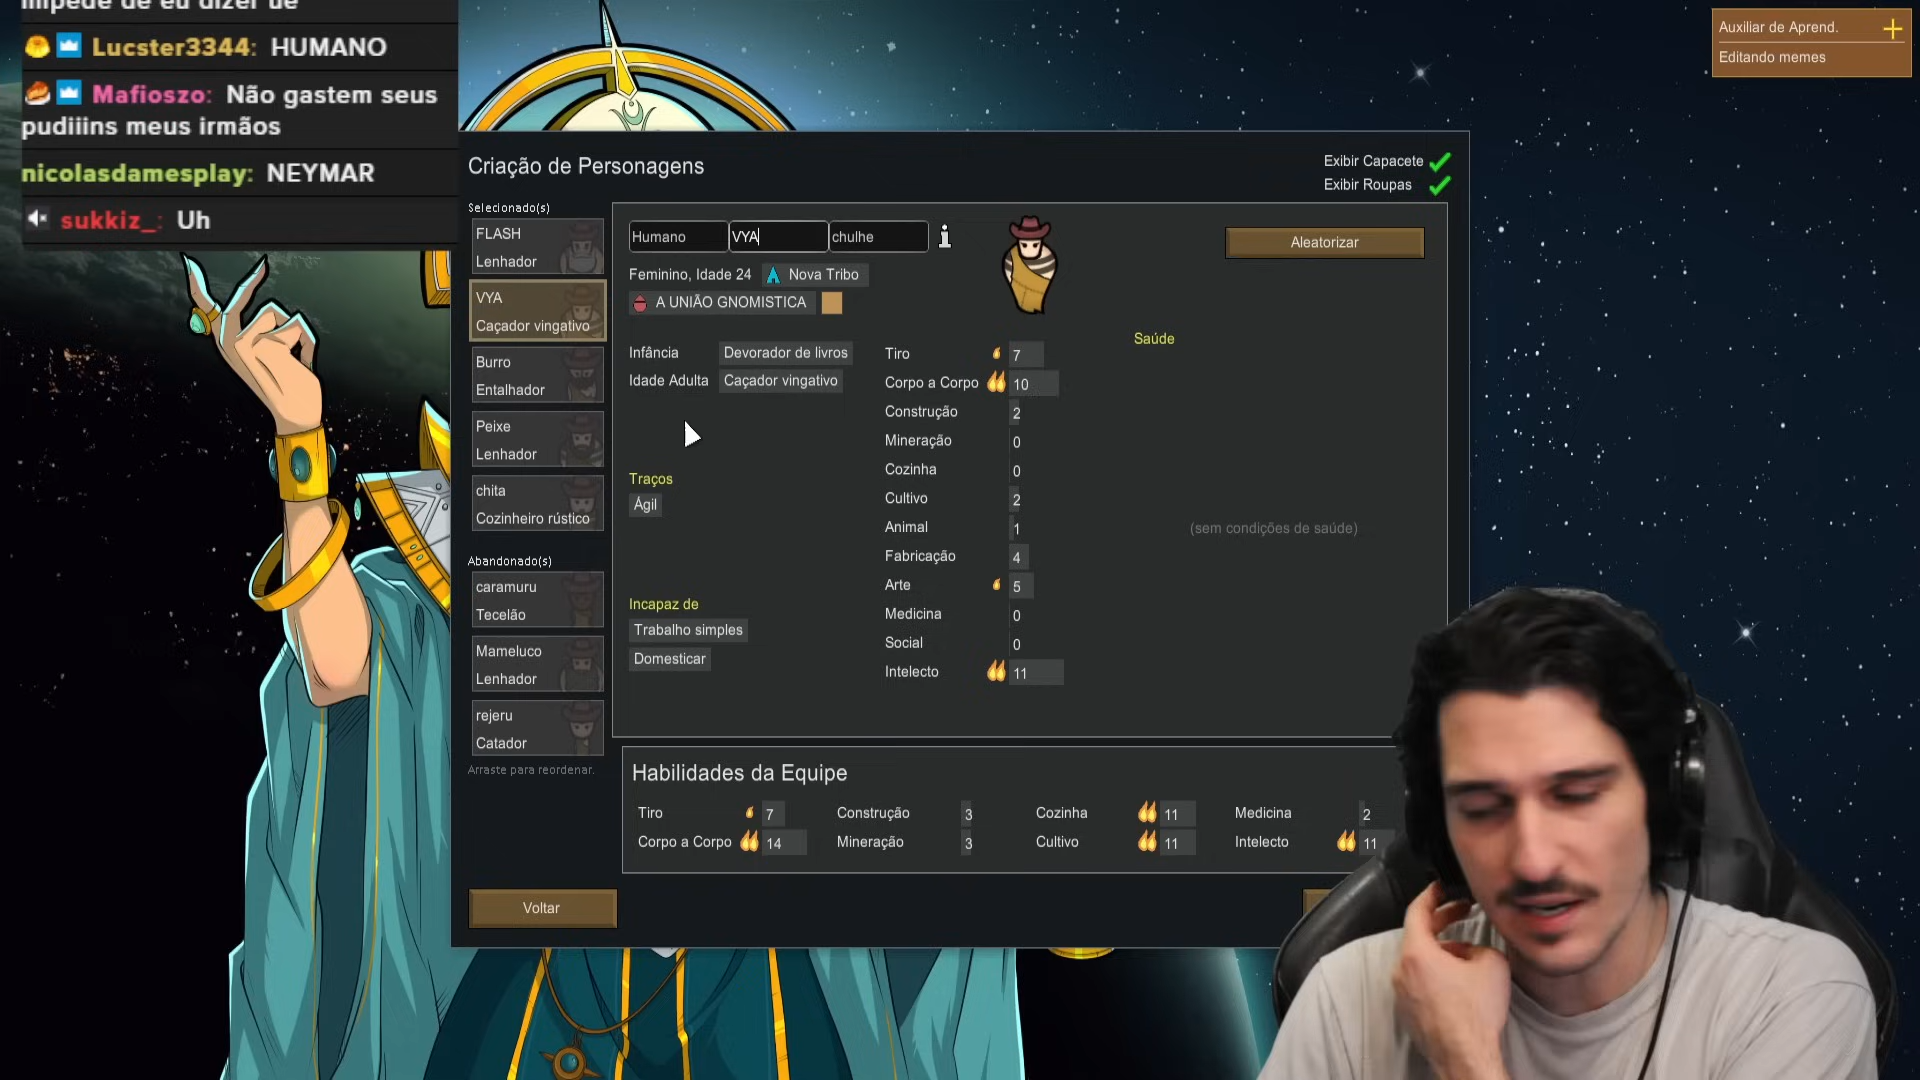 impede de eu dizer ue
Lucster3344: HUMANO
Mafioszo: Não gastem seus
pudiiins meus irmãos
nicolasdamesplay: NEYMAR
sukkiz_: Uh
Auxiliar de Aprend.
Editando memes
Criação de Personagens
Exibir Capacete
Exibir Roupas
Selecionado(s)
FLASH
Lenhador
VYA
Caçador vingativo
Burro
Entalhador
Peixe
Lenhador
chita
Cozinheiro rústico
Abandonado(s)
caramuru
Tecelão
Mameluco
Lenhador
rejeru
Catador
Arraste para reordenar.
Humano VYA chulhe
Aleatorizar
Feminino, Idade 24 Nova Tribo
A UNIÃO GNOMISTICA
Infância Devorador de livros
Idade Adulta Caçador vingativo
Traços
Ágil
Incapaz de
Trabalho simples
Domesticar
Tiro 7
Corpo a Corpo 10
Construção 2
Mineração 0
Cozinha 0
Cultivo 2
Animal 1
Fabricação 4
Arte 5
Medicina 0
Social 0
Intelecto 11
Saúde
(sem condições de saúde)
Habilidades da Equipe
Tiro 7 Construção 3 Cozinha 11 Medicina 2
Corpo a Corpo 14 Mineração 3 Cultivo 11 Intelecto 11
Voltar